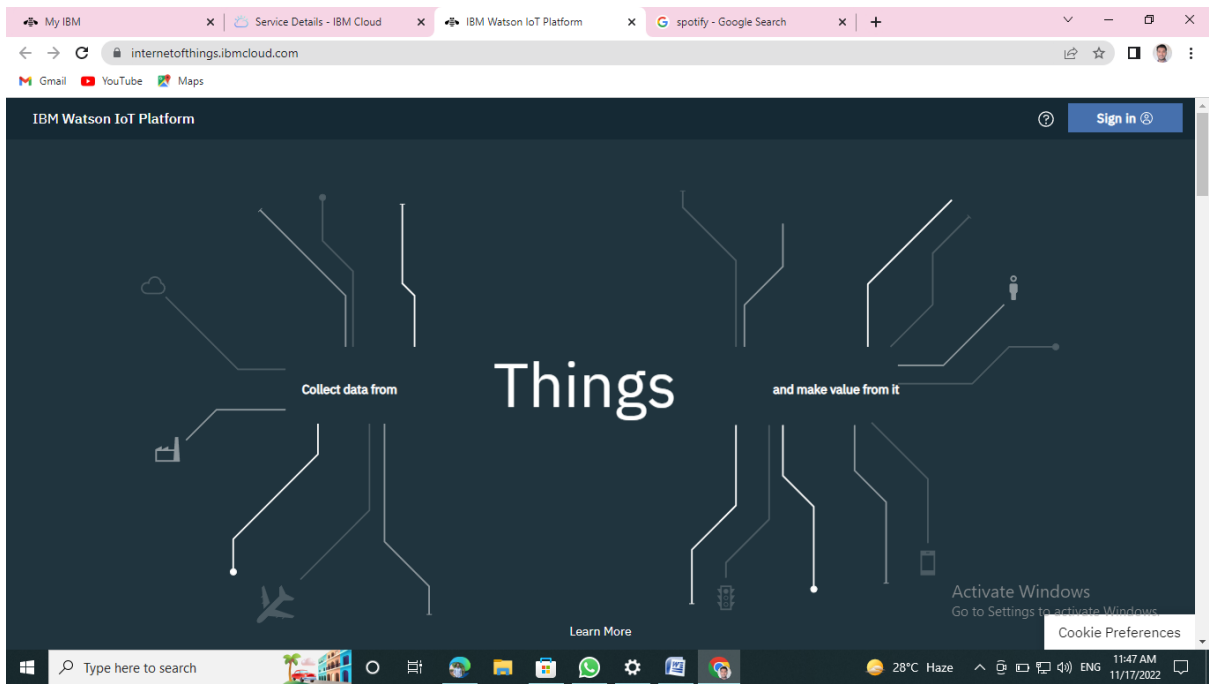 My IBM
Service Details - IBM Cloud
IBM Watson IoT Platform
spotify - Google Search
internetofthings.ibmcloud.com
Gmail
YouTube
Maps
IBM Watson IoT Platform
Sign in
Collect data from
Things
and make value from it
Learn More
Activate Windows
Go to Settings to activate Windows.
Cookie Preferences
Type here to search
28°C Haze
ENG
11:47 AM
11/17/2022